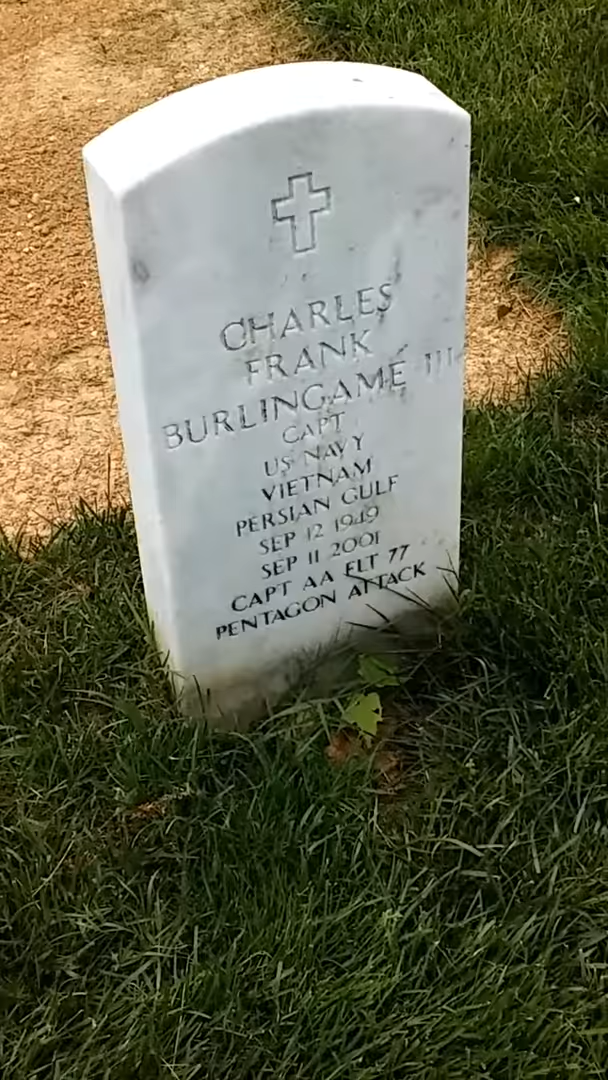 CHARLES
FRANK
BURLINGAME III
CAPT
US NAVY
VIETNAM
PERSIAN GULF
SEP 12 1949
SEP 11 2001
CAPT AA FLT 77
PENTAGON ATTACK